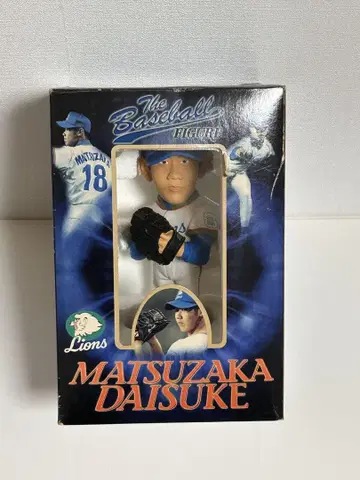 The
Baseball
FIGURE
MATSUZAKA
18
Lions
MATSUZAKA
DAISUKE